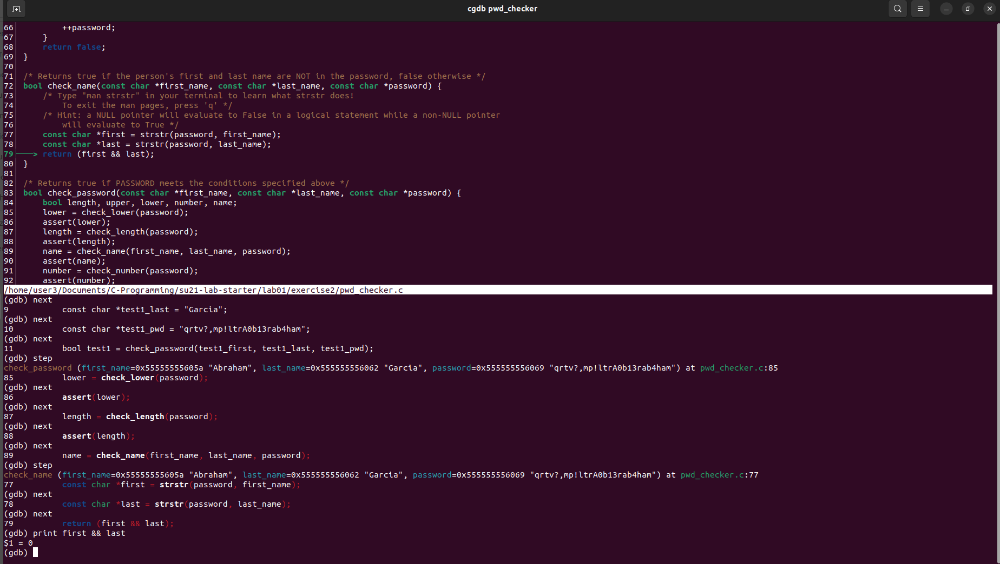 cgdb pwd_checker
66         ++password;
67     }
68     return false;
69 }
70
71 /* Returns true if the person's first and last name are NOT in the password, false otherwise */
72 bool check_name(const char *first_name, const char *last_name, const char *password) {
73     /* Type "man strstr" in your terminal to learn what strstr does!
74         To exit the man pages, press 'q' */
75     /* Hint: a NULL pointer will evaluate to False in a logical statement while a non-NULL pointer
76         will evaluate to True */
77     const char *first = strstr(password, first_name);
78     const char *last = strstr(password, last_name);
79 ───> return (first && last);
80 }
81
82 /* Returns true if PASSWORD meets the conditions specified above */
83 bool check_password(const char *first_name, const char *last_name, const char *password) {
84     bool length, upper, lower, number, name;
85     lower = check_lower(password);
86     assert(lower);
87     length = check_length(password);
88     assert(length);
89     name = check_name(first_name, last_name, password);
90     assert(name);
91     number = check_number(password);
92     assert(number);
/home/user3/Documents/C-Programming/su21-lab-starter/lab01/exercise2/pwd_checker.c
(gdb) next
9           const char *test1_last = "Garcia";
(gdb) next
10          const char *test1_pwd = "qrtv?,mp!ltrA0b13rab4ham";
(gdb) next
11          bool test1 = check_password(test1_first, test1_last, test1_pwd);
(gdb) step
check_password (first_name=0x55555555605a "Abraham", last_name=0x555555556062 "Garcia", password=0x555555556069 "qrtv?,mp!ltrA0b13rab4ham") at pwd_checker.c:85
85          lower = check_lower(password);
(gdb) next
86          assert(lower);
(gdb) next
87          length = check_length(password);
(gdb) next
88          assert(length);
(gdb) next
89          name = check_name(first_name, last_name, password);
(gdb) step
check_name (first_name=0x55555555605a "Abraham", last_name=0x555555556062 "Garcia", password=0x555555556069 "qrtv?,mp!ltrA0b13rab4ham") at pwd_checker.c:77
77          const char *first = strstr(password, first_name);
(gdb) next
78          const char *last = strstr(password, last_name);
(gdb) next
79          return (first && last);
(gdb) print first && last
$1 = 0
(gdb)